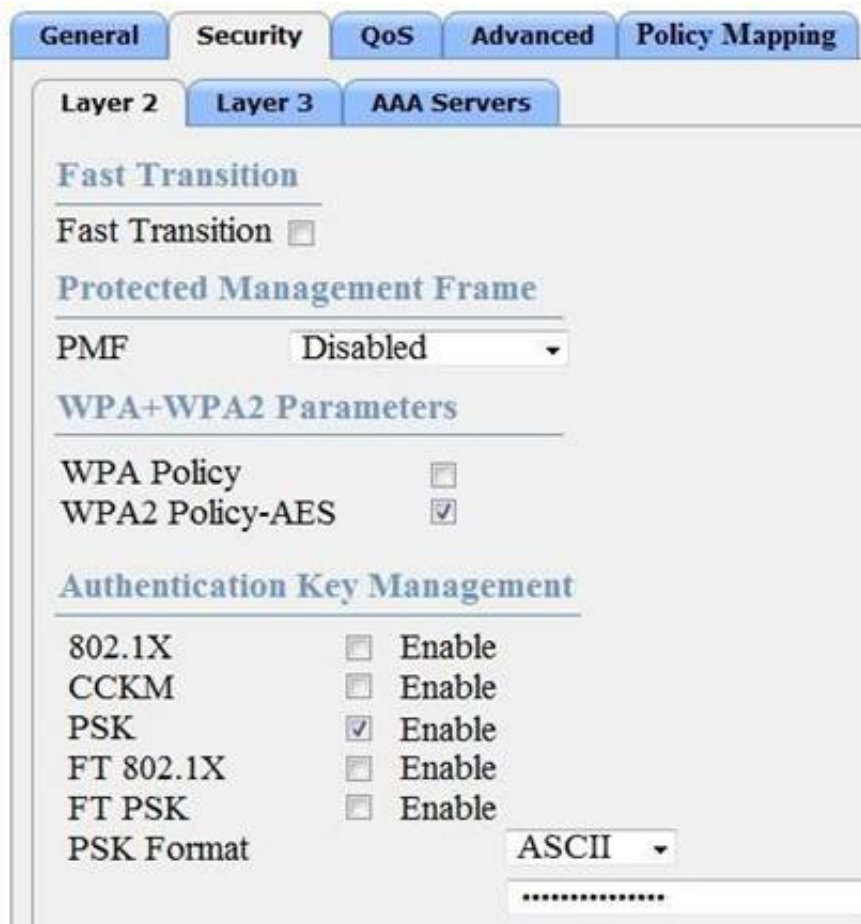 General Security QoS Advanced Policy Mapping
Layer 2 Layer 3 AAA Servers
Fast Transition
Fast Transition
Protected Management Frame
PMF Disabled
WPA+WPA2 Parameters
WPA Policy
WPA2 Policy-AES
Authentication Key Management
802.1X Enable
CCKM Enable
PSK Enable
FT 802.1X Enable
FT PSK Enable
PSK Format ASCII
•••••••••••••••